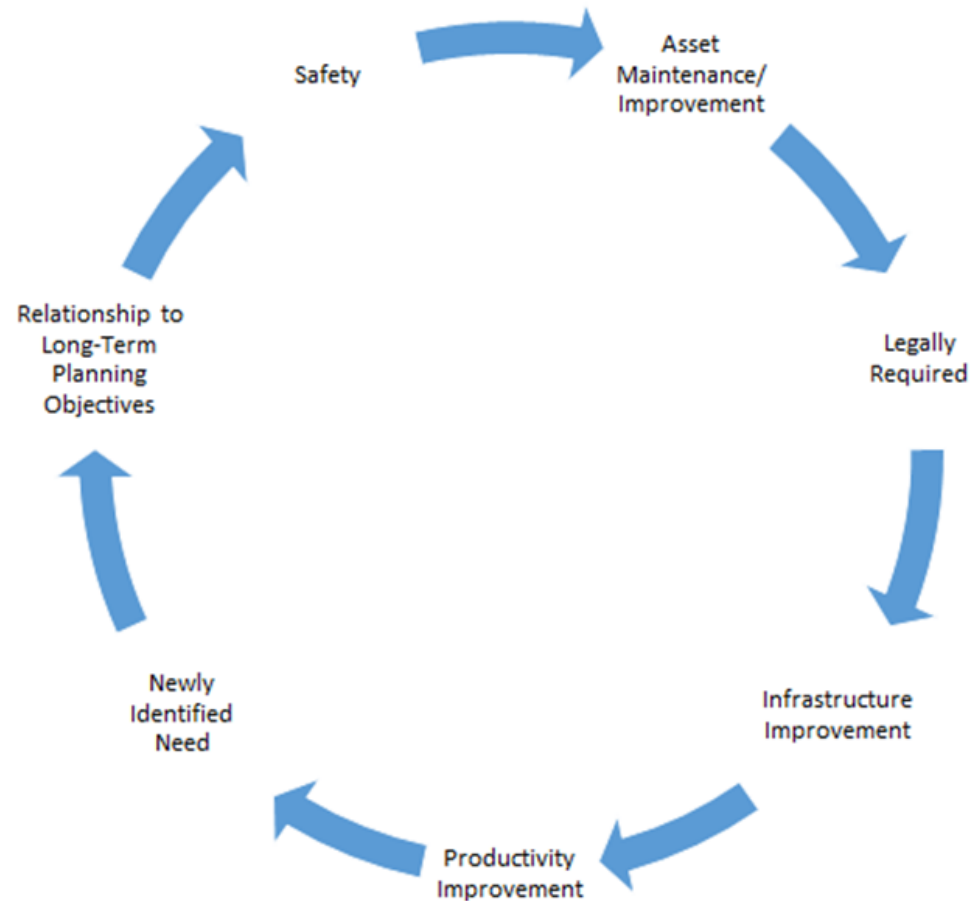 Safety
Asset
Maintenance/
Improvement
Legally
Required
Infrastructure
Improvement
Productivity
Improvement
Newly
Identified
Need
Relationship to
Long-Term
Planning
Objectives